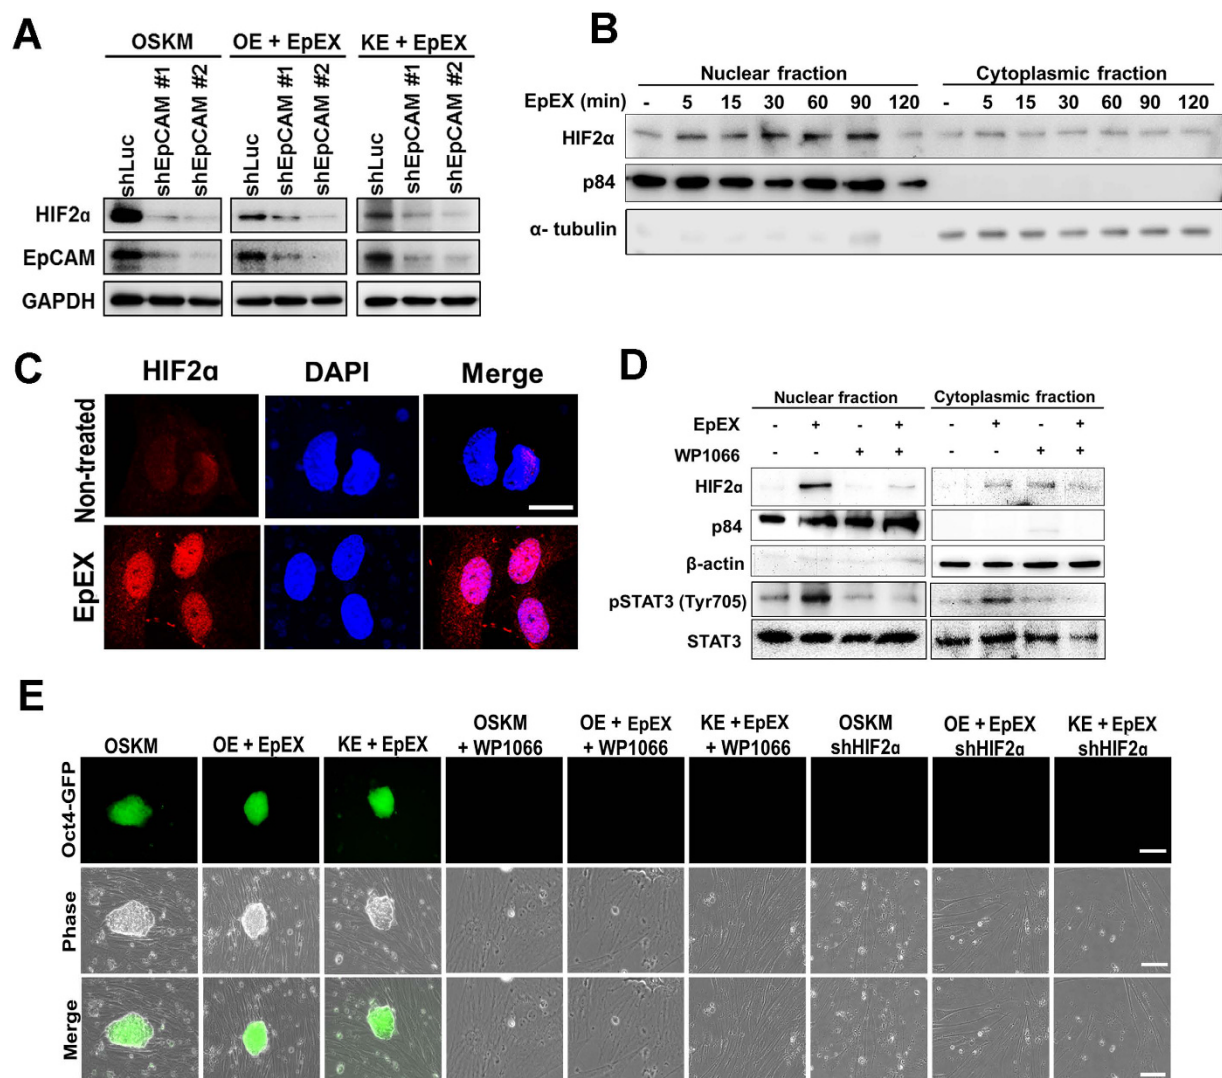 A
OSKM OE + EpEX KE + EpEX
shLuc shEpCAM #1 shEpCAM #2 shLuc shEpCAM #1 shEpCAM #2 shLuc shEpCAM #1 shEpCAM #2
HIF2α
EpCAM
GAPDH
B
Nuclear fraction Cytoplasmic fraction
EpEX (min) - 5 15 30 60 90 120 - 5 15 30 60 90 120
HIF2α
p84
α- tubulin
C
HIF2α DAPI Merge
Non-treated
EpEX
D
Nuclear fraction Cytoplasmic fraction
EpEX - + - + - + - +
WP1066 - - + + - - + +
HIF2α
p84
β-actin
pSTAT3 (Tyr705)
STAT3
E
OSKM OE + EpEX KE + EpEX OSKM + WP1066 OE + EpEX + WP1066 KE + EpEX + WP1066 OSKM shHIF2α OE + EpEX shHIF2α KE + EpEX shHIF2α
Oct4-GFP
Phase
Merge